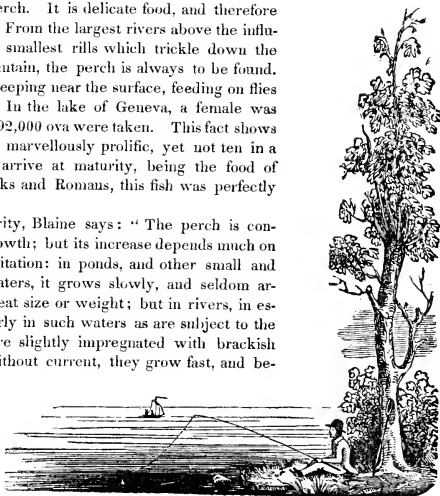 erch. It is delicate food, and therefore
From the largest rivers above the influ-
smallest rills which trickle down the
untain, the perch is always to be found.
eeping near the surface, feeding on flies
In the lake of Geneva, a female was
92,000 ova were taken. This fact shows
marvellously prolific, yet not ten in a
arrive at maturity, being the food of
ks and Romans, this fish was perfectly
rity, Blaine says: "The perch is con-
owth; but its increase depends much on
itation: in ponds, and other small and
aters, it grows slowly, and seldom ar-
eat size or weight; but in rivers, in es-
rly in such waters as are subject to the
re slightly impregnated with brackish
ithout current, they grow fast, and be-